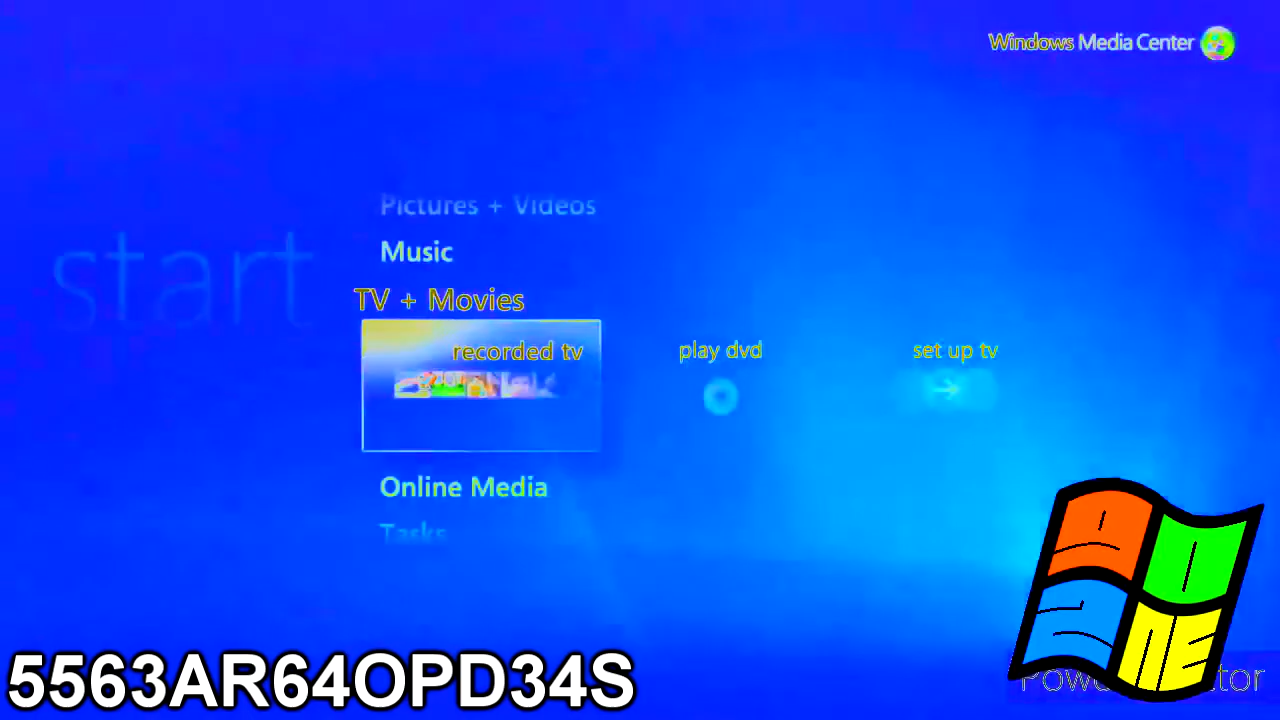 Windows Media Center
start
Pictures + Videos
Music
TV + Movies
recorded tv
play dvd
set up tv
Online Media
Tasks
5563AR64OPD34S